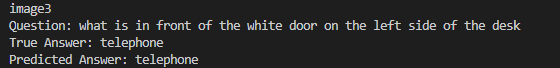 image3
Question: what is in front of the white door on the left side of the desk
True Answer: telephone
Predicted Answer: telephone